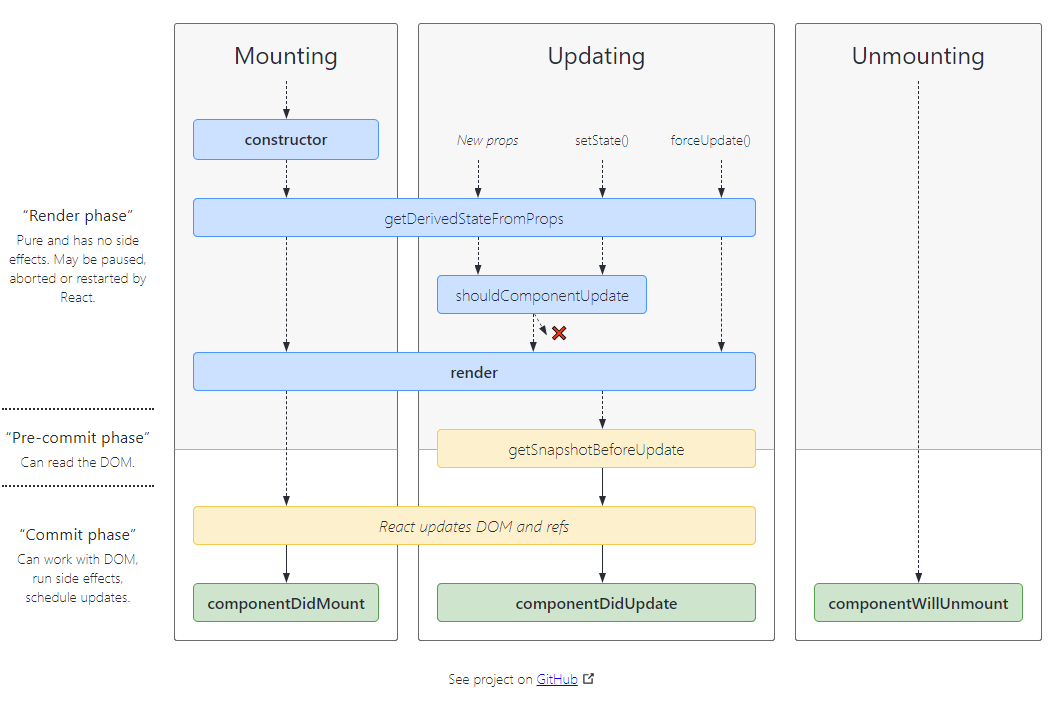 Mounting
Updating
Unmounting
constructor
New props
setState()
forceUpdate()
“Render phase”
Pure and has no side
effects. May be paused,
aborted or restarted by
React.
getDerivedStateFromProps
shouldComponentUpdate
render
“Pre-commit phase”
Can read the DOM.
getSnapshotBeforeUpdate
“Commit phase”
Can work with DOM,
run side effects,
schedule updates.
React updates DOM and refs
componentDidMount
componentDidUpdate
componentWillUnmount
See project on GitHub